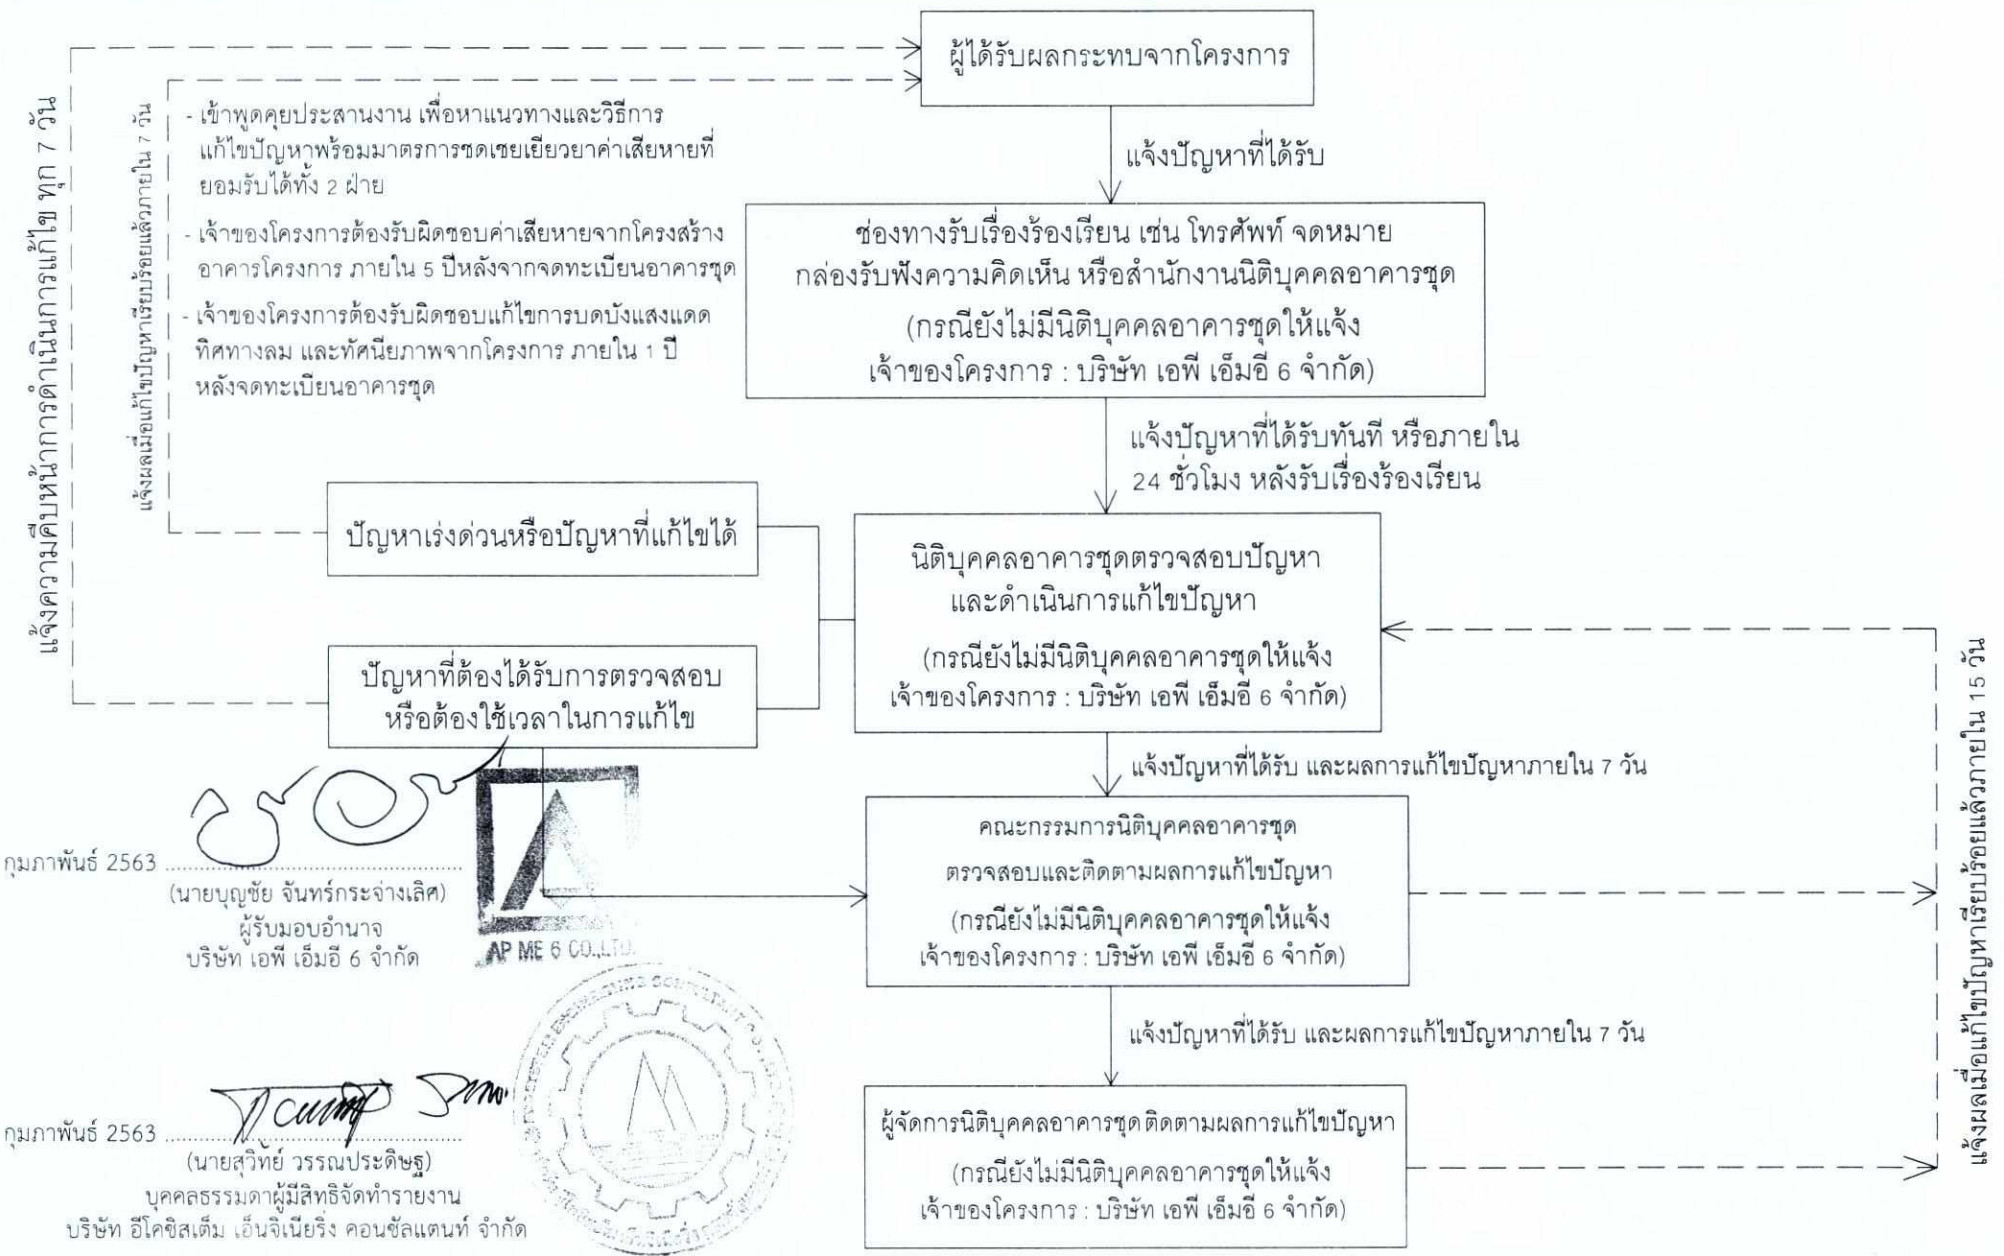 ผู้ได้รับผลกระทบจากโครงการ
แจ้งปัญหาที่ได้รับ
ช่องทางรับเรื่องร้องเรียน เช่น โทรศัพท์ จดหมาย
กล่องรับฟังความคิดเห็น หรือสำนักงานนิติบุคคลอาคารชุด
(กรณียังไม่มีนิติบุคคลอาคารชุดให้แจ้ง
เจ้าของโครงการ : บริษัท เอพี เอ็มอี 6 จำกัด)
แจ้งปัญหาที่ได้รับทันที หรือภายใน
24 ชั่วโมง หลังรับเรื่องร้องเรียน
แจ้งความคืบหน้าการดำเนินการแก้ไข ทุก 7 วัน
แจ้งผลเมื่อแก้ไขปัญหาเรียบร้อยแล้วภายใน 7 วัน
- เข้าพูดคุยประสานงาน เพื่อหาแนวทางและวิธีการ
แก้ไขปัญหาพร้อมมาตรการชดเชยเยียวยาค่าเสียหายที่
ยอมรับได้ทั้ง 2 ฝ่าย
- เจ้าของโครงการต้องรับผิดชอบค่าเสียหายจากโครงสร้าง
อาคารโครงการ ภายใน 5 ปีหลังจากจดทะเบียนอาคารชุด
- เจ้าของโครงการต้องรับผิดชอบแก้ไขการบดบังแสงแดด
ทิศทางลม และทัศนียภาพจากโครงการ ภายใน 1 ปี
หลังจดทะเบียนอาคารชุด
ปัญหาเร่งด่วนหรือปัญหาที่แก้ไขได้
ปัญหาที่ต้องได้รับการตรวจสอบ
หรือต้องใช้เวลาในการแก้ไข
นิติบุคคลอาคารชุดตรวจสอบปัญหา
และดำเนินการแก้ไขปัญหา
(กรณียังไม่มีนิติบุคคลอาคารชุดให้แจ้ง
เจ้าของโครงการ : บริษัท เอพี เอ็มอี 6 จำกัด)
แจ้งปัญหาที่ได้รับ และผลการแก้ไขปัญหาภายใน 7 วัน
คณะกรรมการนิติบุคคลอาคารชุด
ตรวจสอบและติดตามผลการแก้ไขปัญหา
(กรณียังไม่มีนิติบุคคลอาคารชุดให้แจ้ง
เจ้าของโครงการ : บริษัท เอพี เอ็มอี 6 จำกัด)
แจ้งปัญหาที่ได้รับ และผลการแก้ไขปัญหาภายใน 7 วัน
ผู้จัดการนิติบุคคลอาคารชุด ติดตามผลการแก้ไขปัญหา
(กรณียังไม่มีนิติบุคคลอาคารชุดให้แจ้ง
เจ้าของโครงการ : บริษัท เอพี เอ็มอี 6 จำกัด)
แจ้งผลเมื่อแก้ไขปัญหาเรียบร้อยแล้วภายใน 15 วัน
กุมภาพันธ์ 2563
(นายบุญชัย จันทร์กระจ่างเลิศ)
ผู้รับมอบอำนาจ
บริษัท เอพี เอ็มอี 6 จำกัด
AP ME 6 CO.,LTD.
กุมภาพันธ์ 2563
(นายสุวิทย์ วรรณประดิษฐ)
บุคคลธรรมดาผู้มีสิทธิจัดทำรายงาน
บริษัท อีโคซิสเต็ม เอ็นจิเนียริ่ง คอนซัลแตนท์ จำกัด